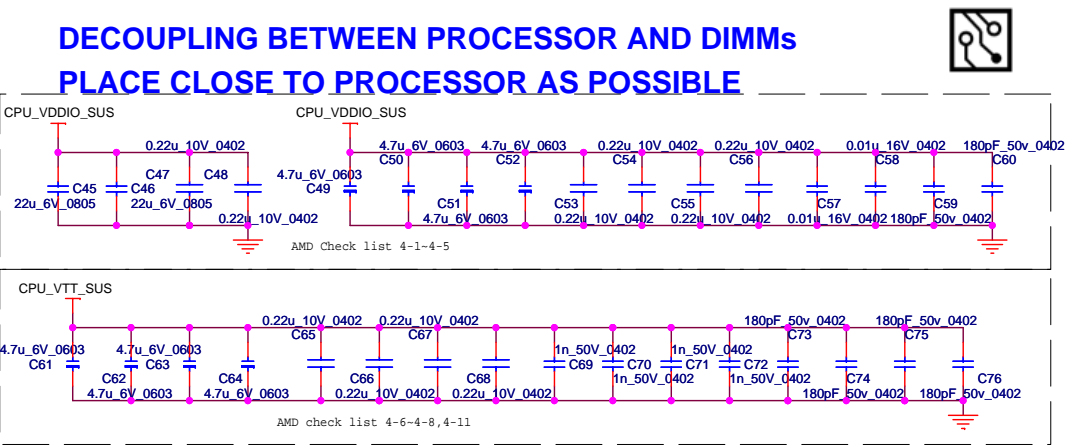 DECOUPLING BETWEEN PROCESSOR AND DIMMs
PLACE CLOSE TO PROCESSOR AS POSSIBLE
CPU_VDDIO_SUS
CPU_VDDIO_SUS
0.22u_10V_0402
4.7u_6V_0603
4.7u_6V_0603
0.22u_10V_0402
0.22u_10V_0402
0.01u_16V_0402
180pF_50v_0402
C50
C52
C54
C56
C58
C60
C47
C48
4.7u_6V_0603
C45
C46
C49
22u_6V_0805
22u_6V_0805
C51
C53
C55
C57
C59
0.22u_10V_0402
4.7u_6V_0603
0.22u_10V_0402
0.22u_10V_0402
0.01u_16V_0402
180pF_50v_0402
AMD Check list 4-1~4-5
CPU_VTT_SUS
0.22u_10V_0402
0.22u_10V_0402
180pF_50v_0402
180pF_50v_0402
C65
C67
C73
C75
4.7u_6V_0603
4.7u_6V_0603
1n_50V_0402
1n_50V_0402
C61
C63
C69
C70
C71
C72
C62
C64
C66
C68
1n_50V_0402
1n_50V_0402
C74
C76
4.7u_6V_0603
4.7u_6V_0603
0.22u_10V_0402
0.22u_10V_0402
180pF_50v_0402
180pF_50v_0402
AMD check list 4-6~4-8,4-11